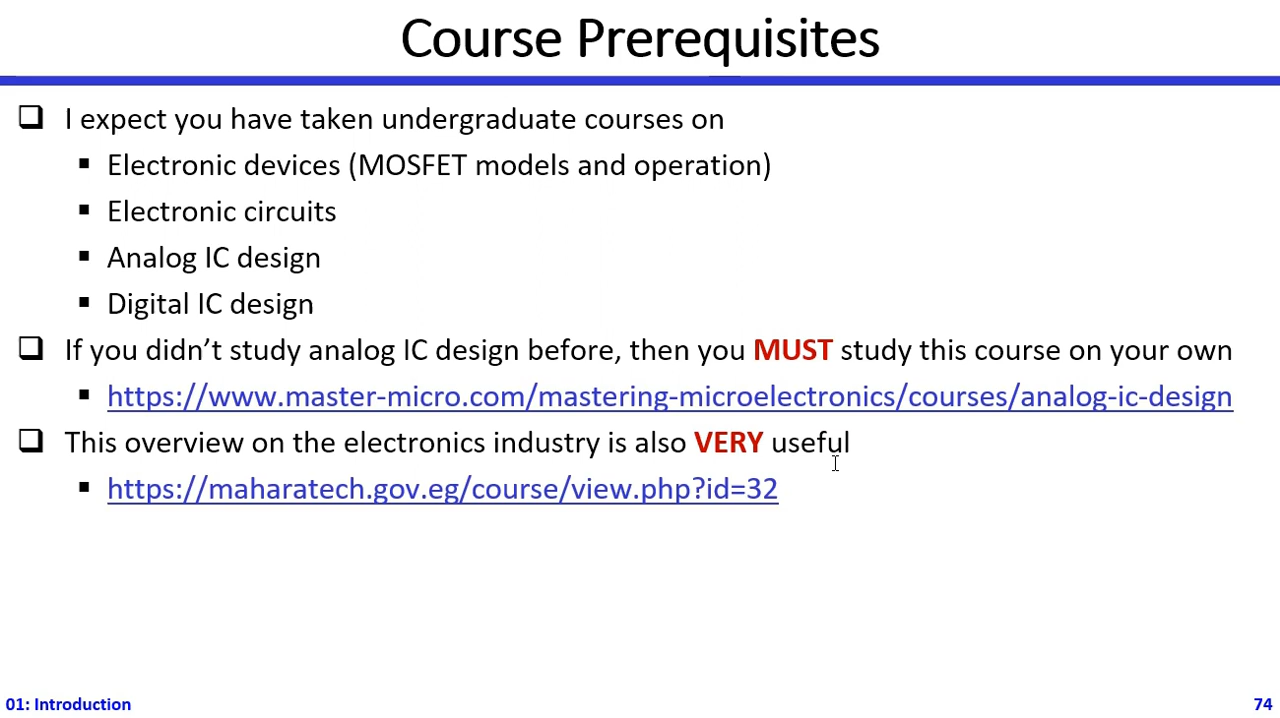 Course Prerequisites
❑ I expect you have taken undergraduate courses on
▪ Electronic devices (MOSFET models and operation)
▪ Electronic circuits
▪ Analog IC design
▪ Digital IC design
❑ If you didn’t study analog IC design before, then you MUST study this course on your own
▪ https://www.master-micro.com/mastering-microelectronics/courses/analog-ic-design
❑ This overview on the electronics industry is also VERY useful
▪ https://maharatech.gov.eg/course/view.php?id=32
01: Introduction
74